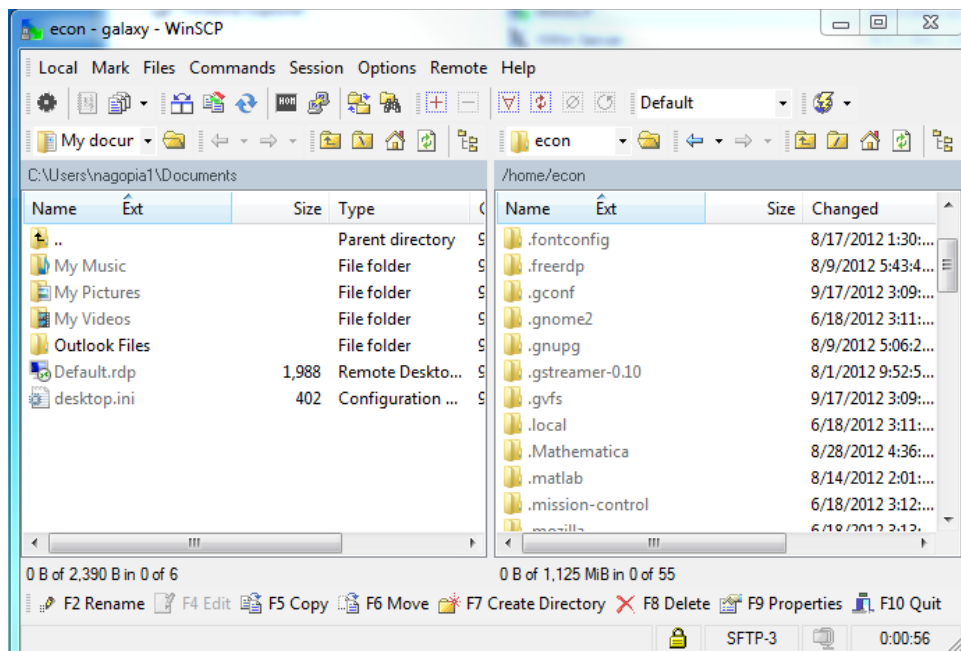 econ - galaxy - WinSCP
Local Mark Files Commands Session Options Remote Help
Default
My docur econ
C:\Users\nagopia1\Documents /home/econ
Name Ext Size Type Name Ext Size Changed
.. Parent directory .fontconfig 8/17/2012 1:30:...
My Music File folder .freerdp 8/9/2012 5:43:4...
My Pictures File folder .gconf 9/17/2012 3:09:...
My Videos File folder .gnome2 6/18/2012 3:11:...
Outlook Files File folder .gnupg 8/9/2012 5:06:2...
Default.rdp 1,988 Remote Deskto... .gstreamer-0.10 8/1/2012 9:52:5...
desktop.ini 402 Configuration ... .gvfs 9/17/2012 3:09:...
.local 6/18/2012 3:11:...
.Mathematica 8/28/2012 4:36:...
.matlab 8/14/2012 2:01:...
.mission-control 6/18/2012 3:12:...
.mozilla 6/18/2012 3:13:...
0 B of 2,390 B in 0 of 6 0 B of 1,125 MiB in 0 of 55
F2 Rename F4 Edit F5 Copy F6 Move F7 Create Directory F8 Delete F9 Properties F10 Quit
SFTP-3 0:00:56